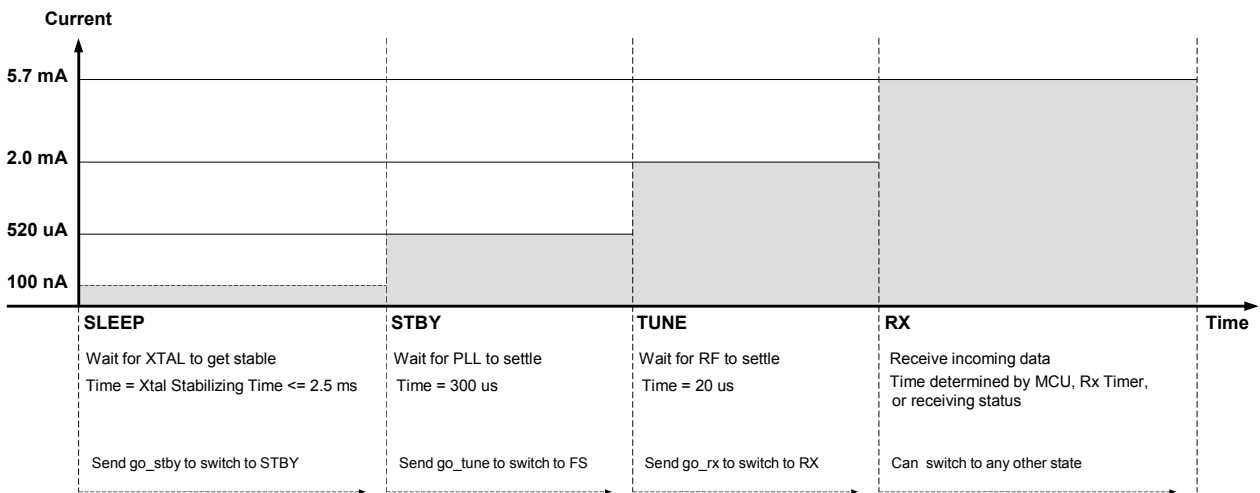 Current
5.7 mA
2.0 mA
520 uA
100 nA
SLEEP
STBY
TUNE
RX
Time
Wait for XTAL to get stable
Time = Xtal Stabilizing Time <= 2.5 ms
Wait for PLL to settle
Time = 300 us
Wait for RF to settle
Time = 20 us
Receive incoming data
Time determined by MCU, Rx Timer,
or receiving status
Send go_stby to switch to STBY
Send go_tune to switch to FS
Send go_rx to switch to RX
Can switch to any other state